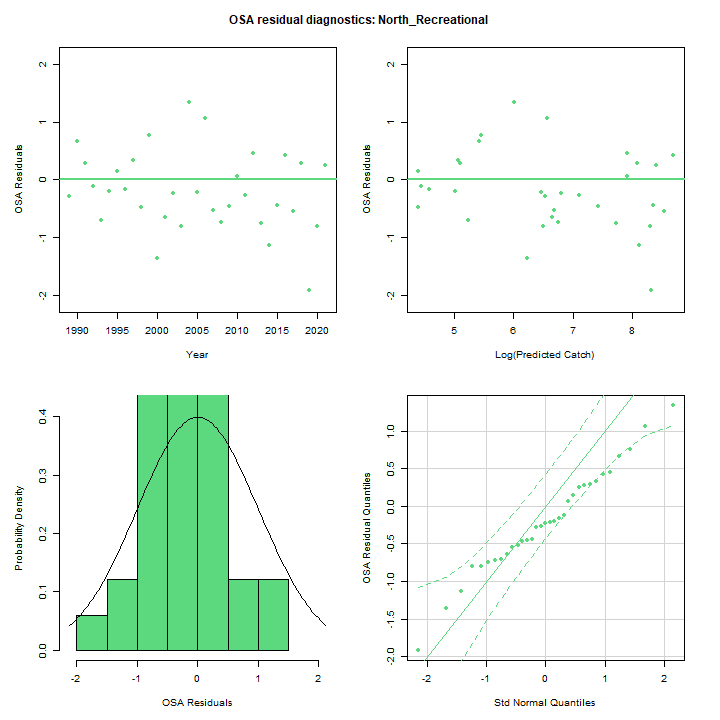 OSA residual diagnostics: North_Recreational
OSA Residuals
2
1
0
-1
-2
1990 1995 2000 2005 2010 2015 2020
Year
OSA Residuals
2
1
0
-1
-2
5 6 7 8
Log(Predicted Catch)
Probability Density
0.4
0.3
0.2
0.1
0.0
-2 -1 0 1 2
OSA Residuals
OSA Residual Quantiles
1.0
0.5
0.0
-0.5
-1.0
-1.5
-2.0
-2 -1 0 1 2
Std Normal Quantiles